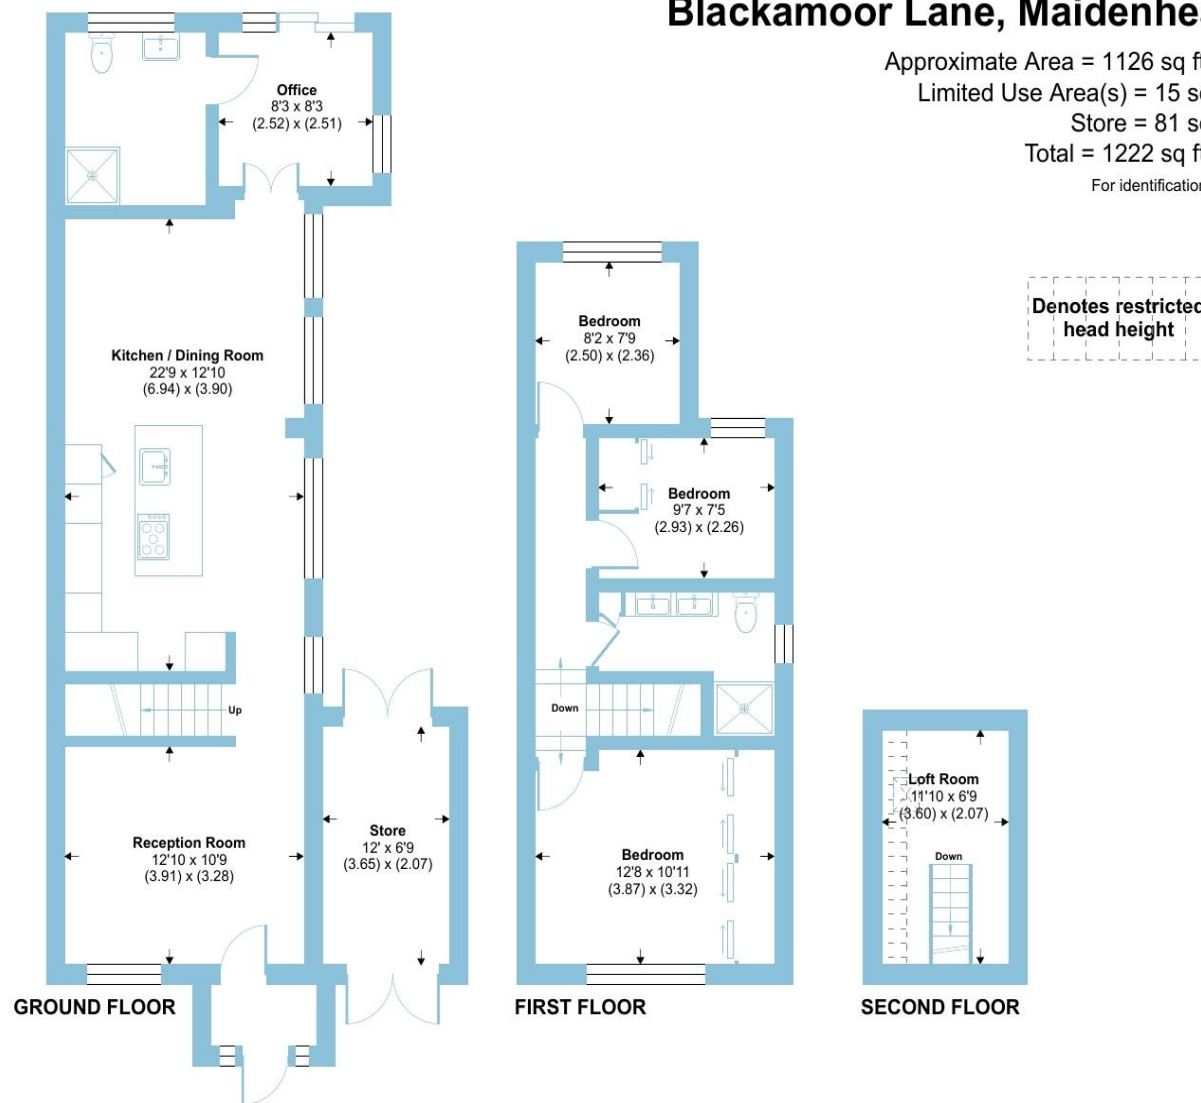 Blackamoor Lane, Maidenhea
Approximate Area = 1126 sq ft
Limited Use Area(s) = 15 s
Store = 81 s
Total = 1222 sq ft
For identification
Denotes restricted
head height
Office
8'3 x 8'3
(2.52) x (2.51)
Kitchen / Dining Room
22'9 x 12'10
(6.94) x (3.90)
Up
Reception Room
12'10 x 10'9
(3.91) x (3.28)
Store
12' x 6'9
(3.65) x (2.07)
GROUND FLOOR
Bedroom
8'2 x 7'9
(2.50) x (2.36)
Bedroom
9'7 x 7'5
(2.93) x (2.26)
Down
Bedroom
12'8 x 10'11
(3.87) x (3.32)
FIRST FLOOR
Loft Room
11'10 x 6'9
(3.60) x (2.07)
Down
SECOND FLOOR